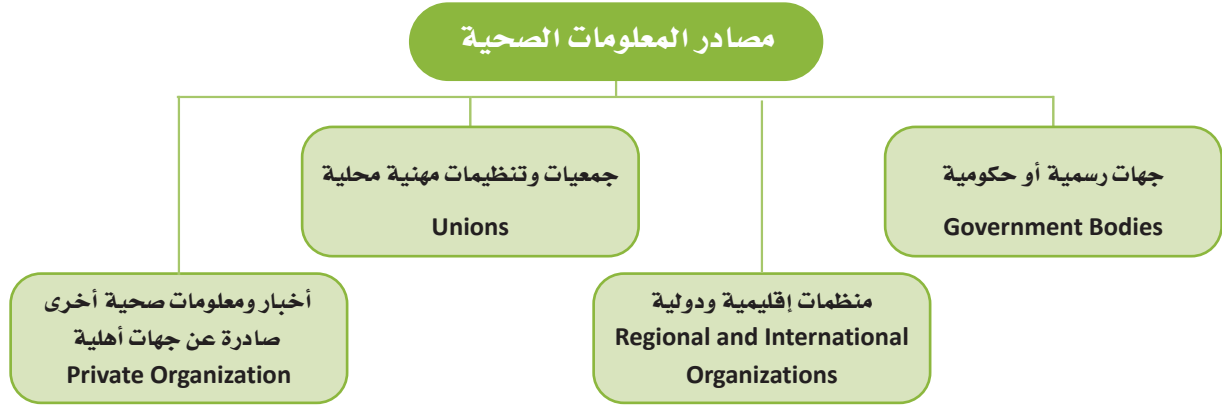 مصادر المعلومات الصحية
جهات رسمية أو حكومية
Government Bodies
جمعيات وتنظيمات مهنية محلية
Unions
منظمات إقليمية ودولية
Regional and International
Organizations
أخبار ومعلومات صحية أخرى
صادرة عن جهات أهلية
Private Organization